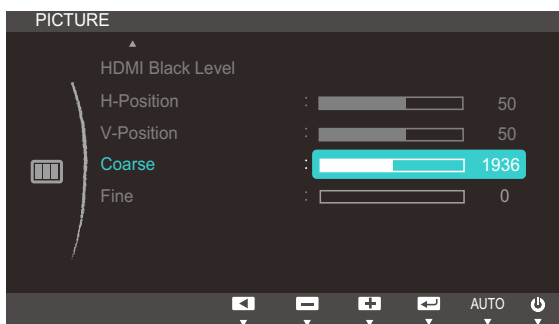 PICTURE
HDMI Black Level
H-Position : 50
V-Position : 50
Coarse : 1936
Fine : 0
AUTO